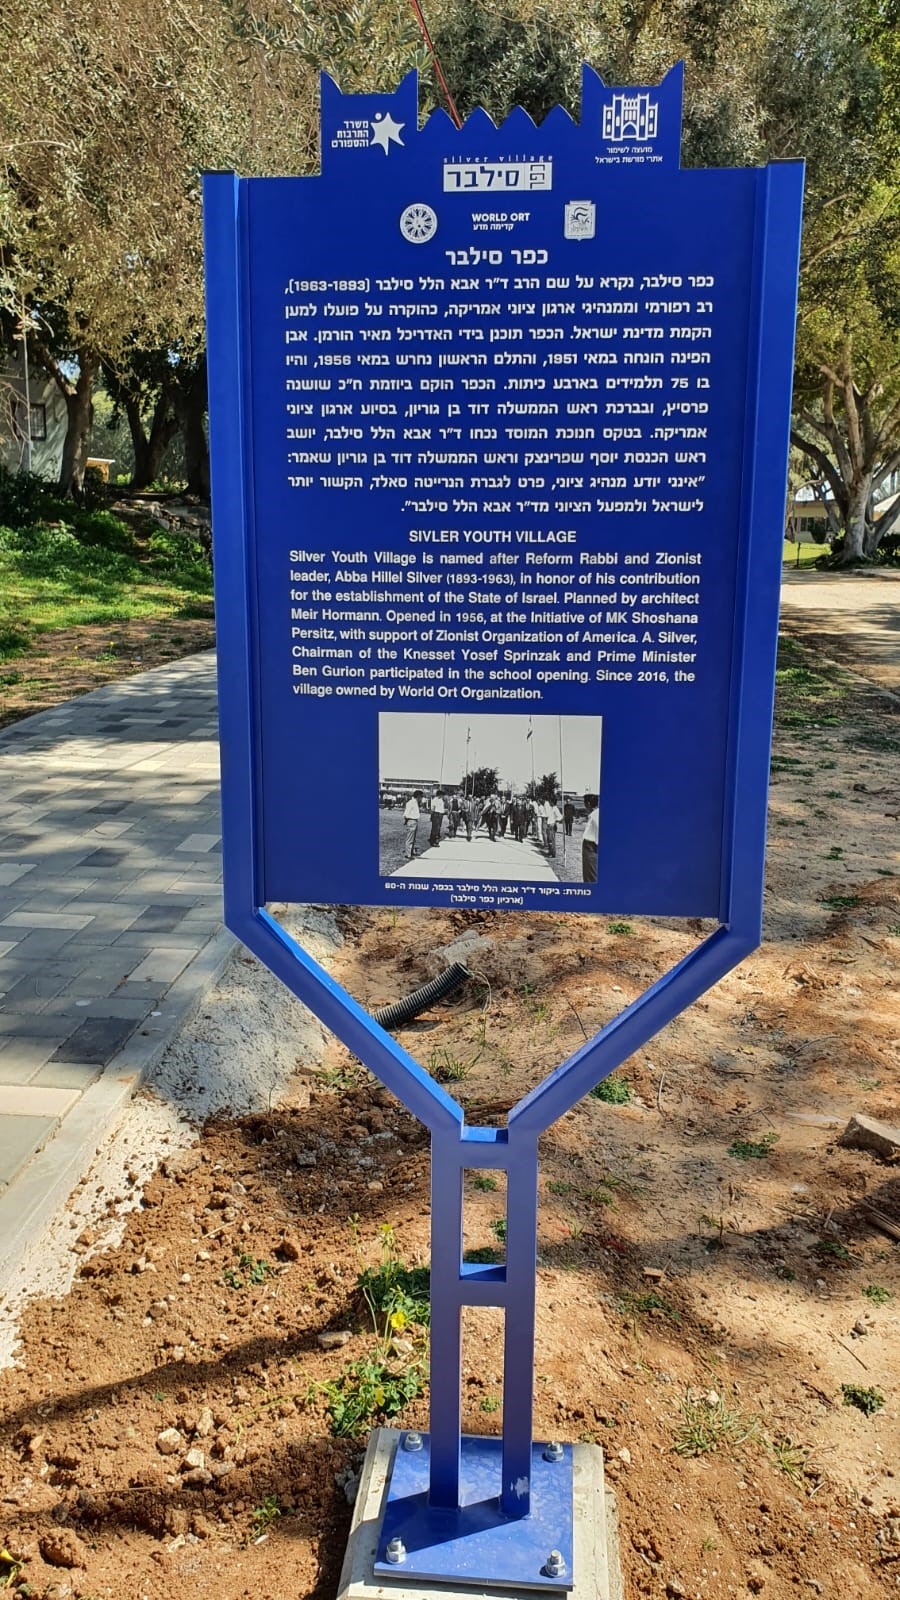 משרד
התרבות
והספורט
מועצה לשימור
אתרי מורשת בישראל
silver village
כפר סילבר
WORLD ORT
קדימה מדע
כפר סילבר
כפר סילבר, נקרא על שם הרב ד"ר אבא הלל סילבר (1963-1893),
רב רפורמי וממנהיגי ארגון ציוני אמריקה, כהוקרה על פועלו למען
הקמת מדינת ישראל. הכפר תוכנן בידי האדריכל מאיר הורמן. אבן
הפינה הונחה במאי 1951, והתלם הראשון נחרש במאי 1956, והיו
בו 75 תלמידים בארבע כיתות. הכפר הוקם ביוזמת ח"כ שושנה
פרסיץ, ובברכת ראש הממשלה דוד בן גוריון, בסיוע ארגון ציוני
אמריקה. בטקס חנוכת המוסד נכחו ד"ר אבא הלל סילבר, יושב
ראש הכנסת יוסף שפרינצק וראש הממשלה דוד בן גוריון שאמר:
"אינני יודע מנהיג ציוני, פרט לגברת הנרייטה סאלד, הקשור יותר
לישראל ולמפעל הציוני מד"ר אבא הלל סילבר".
SIVLER YOUTH VILLAGE
Silver Youth Village is named after Reform Rabbi and Zionist
leader, Abba Hillel Silver (1893-1963), in honor of his contribution
for the establishment of the State of Israel. Planned by architect
Meir Hormann. Opened in 1956, at the Initiative of MK Shoshana
Persitz, with support of Zionist Organization of America. A. Silver,
Chairman of the Knesset Yosef Sprinzak and Prime Minister
Ben Gurion participated in the school opening. Since 2016, the
village owned by World Ort Organization.
כותרת: ביקור ד"ר אבא הלל סילבר בכפר, שנות ה-60
(ארכיון כפר סילבר)